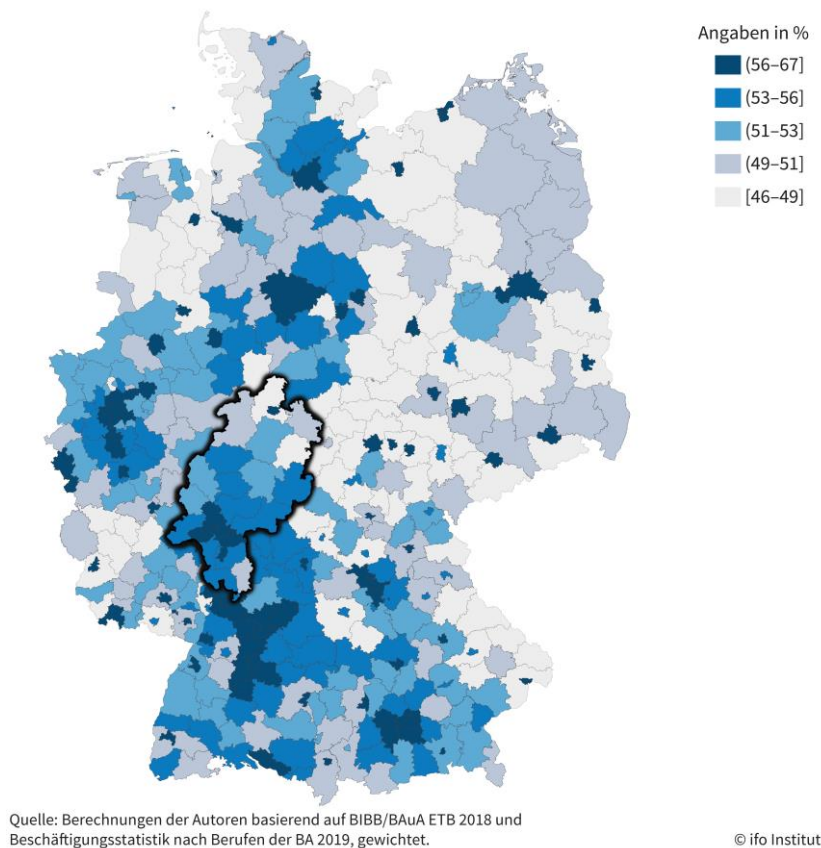 Angaben in %
(56–67]
(53–56]
(51–53]
(49–51]
[46–49]
Quelle: Berechnungen der Autoren basierend auf BIBB/BAuA ETB 2018 und
Beschäftigungsstatistik nach Berufen der BA 2019, gewichtet.
© ifo Institut